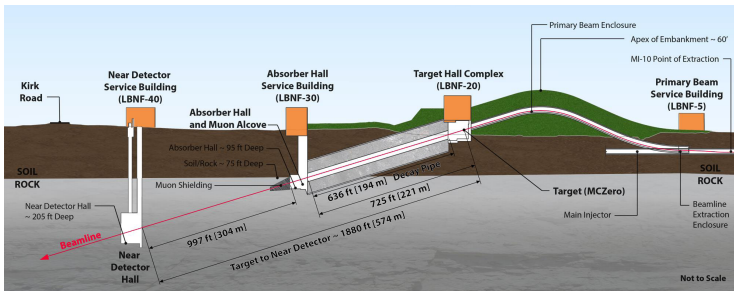 Primary Beam Enclosure
Apex of Embankment ~ 60'
MI-10 Point of Extraction
Kirk
Road
Near Detector
Service Building
(LBNF-40)
Absorber Hall
Service Building
(LBNF-30)
Target Hall Complex
(LBNF-20)
Primary Beam
Service Building
(LBNF-5)
Absorber Hall
and Muon Alcove
Absorber Hall ~ 95 ft Deep
Soil/Rock ~ 75 ft Deep
Muon Shielding
SOIL
ROCK
SOIL
ROCK
636 ft [194 m] Decay Pipe
725 ft [221 m]
Target (MCZero)
Main Injector
Beamline
Extraction
Enclosure
Near Detector Hall
~ 205 ft Deep
997 ft [304 m]
Beamline
Target to Near Detector ~ 1880 ft [574 m]
Near
Detector
Hall
Not to Scale